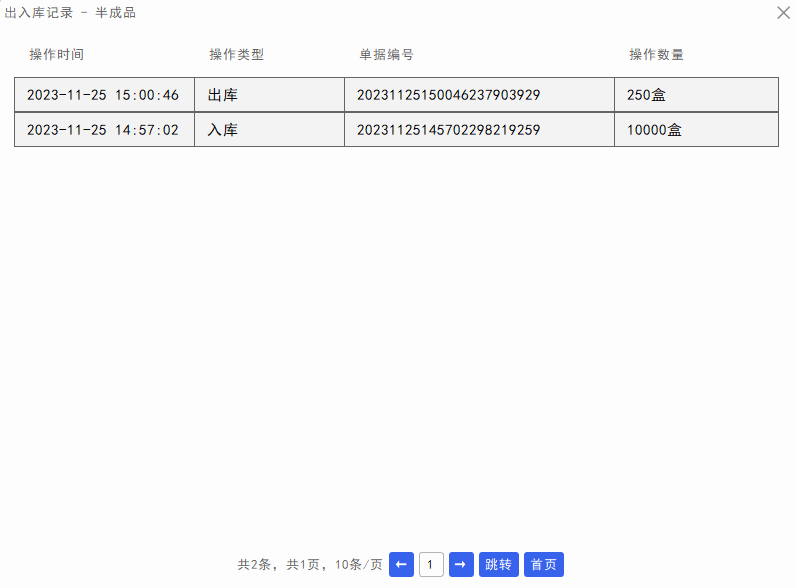 出入库记录 - 半成品
操作时间 操作类型 单据编号 操作数量
2023-11-25 15:00:46 出库 20231125150046237903929 250盒
2023-11-25 14:57:02 入库 20231125145702298219259 10000盒
共2条，共1页，10条/页 ← 1 → 跳转 首页